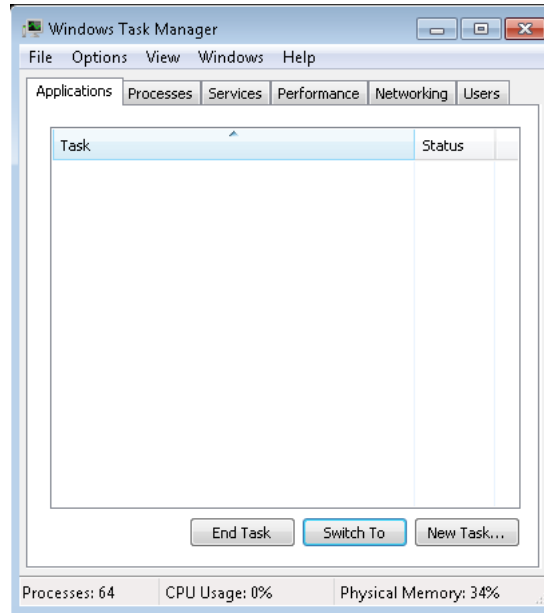 Windows Task Manager
File Options View Windows Help
Applications Processes Services Performance Networking Users
Task Status
End Task Switch To New Task...
Processes: 64 CPU Usage: 0% Physical Memory: 34%